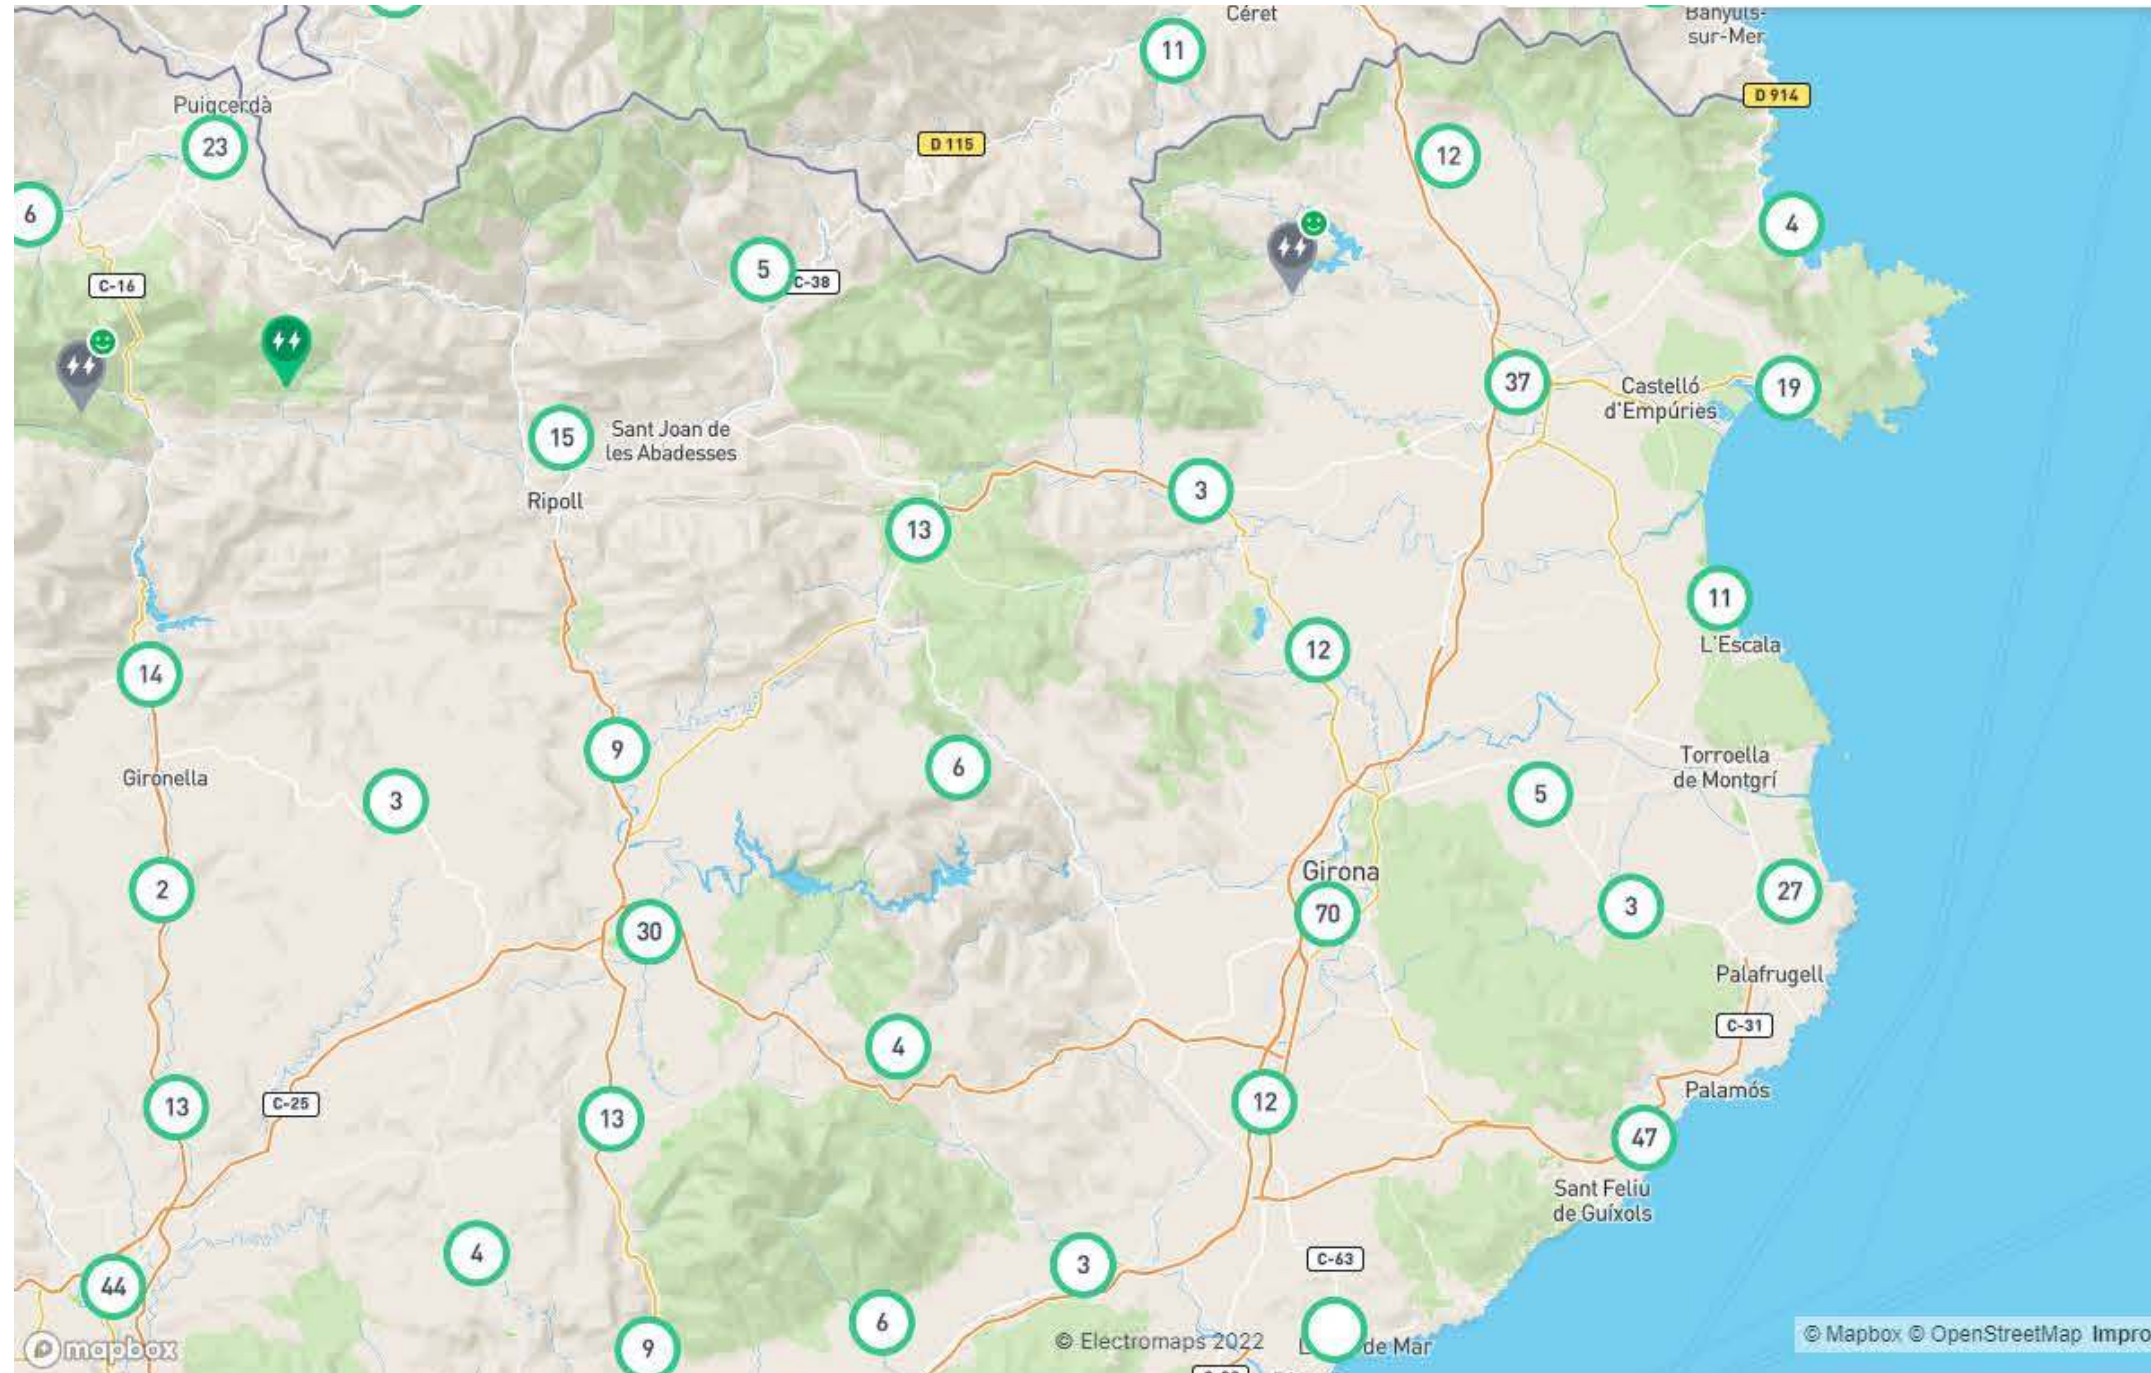 Céret
Banyuls-
sur-Mer
11
D 914
Puigcerdà
23
D 115
12
6
4
C-16
5
C-38
37
Castelló
d'Empúries
19
15
Sant Joan de
les Abadesses
Ripoll
3
13
11
L'Escala
12
14
9
Gironella
3
6
5
Torroella
de Montgrí
2
30
Girona
70
3
27
Palafrugell
C-31
4
13
C-25
13
12
Palamós
47
Sant Feliu
de Guíxols
4
3
C-63
44
6
9
mapbox
© Electromaps 2022
de Mar
© Mapbox © OpenStreetMap Impro